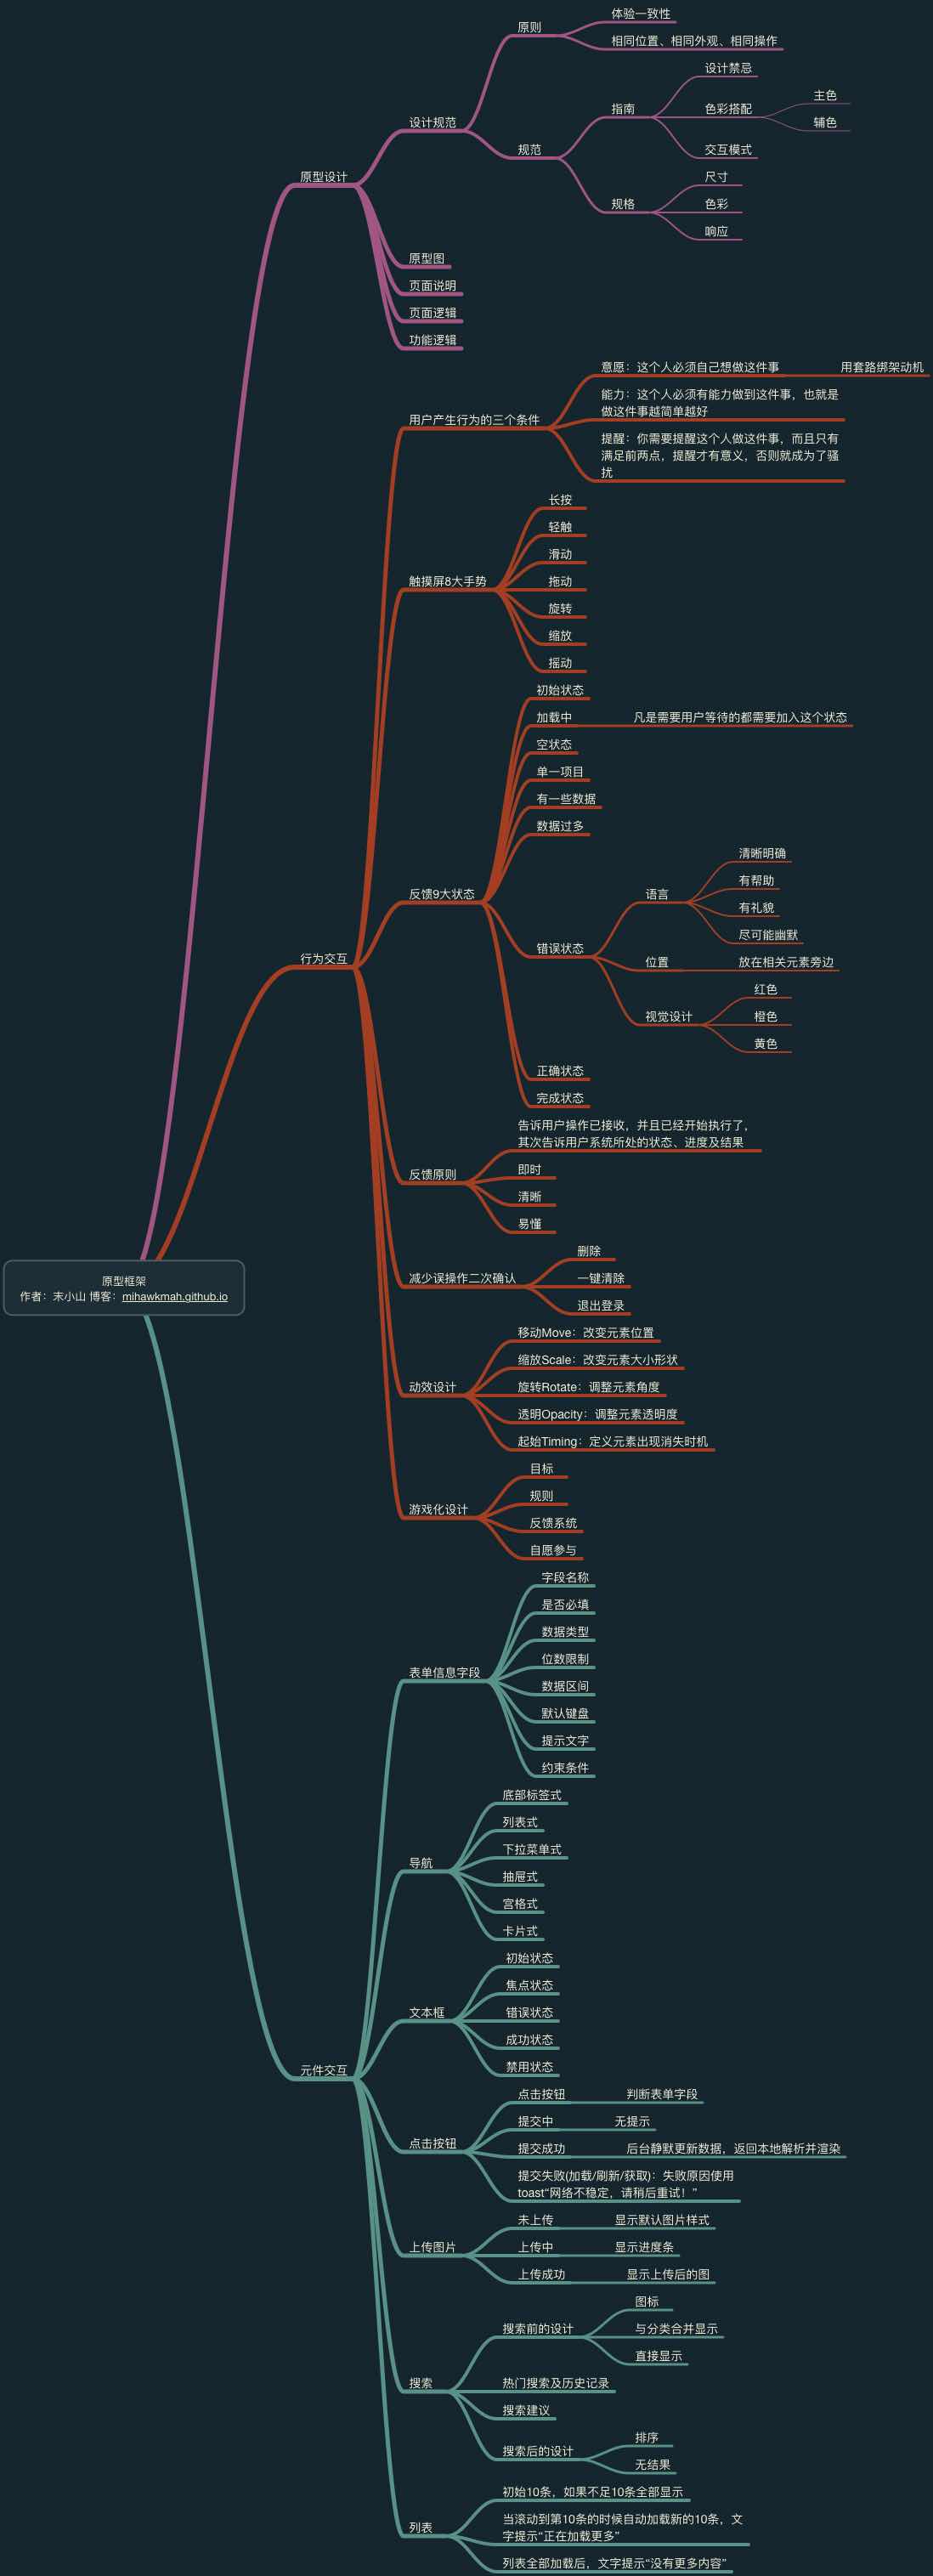 体验一致性
原则
相同位置、相同外观、相同操作
设计禁忌
主色
指南
色彩搭配
辅色
设计规范
规范
交互模式
原型设计
尺寸
规格
色彩
响应
原型图
页面说明
页面逻辑
功能逻辑
意愿：这个人必须自己想做这件事
用套路绑架动机
能力：这个人必须有能力做到这件事，也就是
做这件事越简单越好
用户产生行为的三个条件
提醒：你需要提醒这个人做这件事，而且只有
满足前两点，提醒才有意义，否则就成为了骚
扰
长按
轻触
滑动
触摸屏8大手势
拖动
旋转
缩放
摇动
初始状态
加载中
凡是需要用户等待的都需要加入这个状态
空状态
单一项目
有一些数据
数据过多
清晰明确
有帮助
反馈9大状态
语言
有礼貌
尽可能幽默
错误状态
行为交互
位置
放在相关元素旁边
红色
视觉设计
橙色
黄色
正确状态
完成状态
告诉用户操作已接收，并且已经开始执行了，
其次告诉用户系统所处的状态、进度及结果
反馈原则
即时
清晰
易懂
删除
减少误操作二次确认
一键清除
退出登录
原型框架
作者：末小山 博客：mihawkmah.github.io
移动Move：改变元素位置
缩放Scale：改变元素大小形状
动效设计
旋转Rotate：调整元素角度
透明Opacity：调整元素透明度
起始Timing：定义元素出现消失时机
目标
规则
游戏化设计
反馈系统
自愿参与
字段名称
是否必填
数据类型
位数限制
表单信息字段
数据区间
默认键盘
提示文字
约束条件
底部标签式
列表式
下拉菜单式
导航
抽屉式
宫格式
卡片式
初始状态
焦点状态
文本框
错误状态
成功状态
禁用状态
元件交互
点击按钮
判断表单字段
提交中
无提示
点击按钮
提交成功
后台静默更新数据，返回本地解析并渲染
提交失败(加载/刷新/获取)：失败原因使用
toast“网络不稳定，请稍后重试！”
未上传
显示默认图片样式
上传图片
上传中
显示进度条
上传成功
显示上传后的图
图标
搜索前的设计
与分类合并显示
直接显示
搜索
热门搜索及历史记录
搜索建议
排序
搜索后的设计
无结果
初始10条，如果不足10条全部显示
列表
当滚动到第10条的时候自动加载新的10条，文
字提示“正在加载更多”
列表全部加载后，文字提示“没有更多内容”